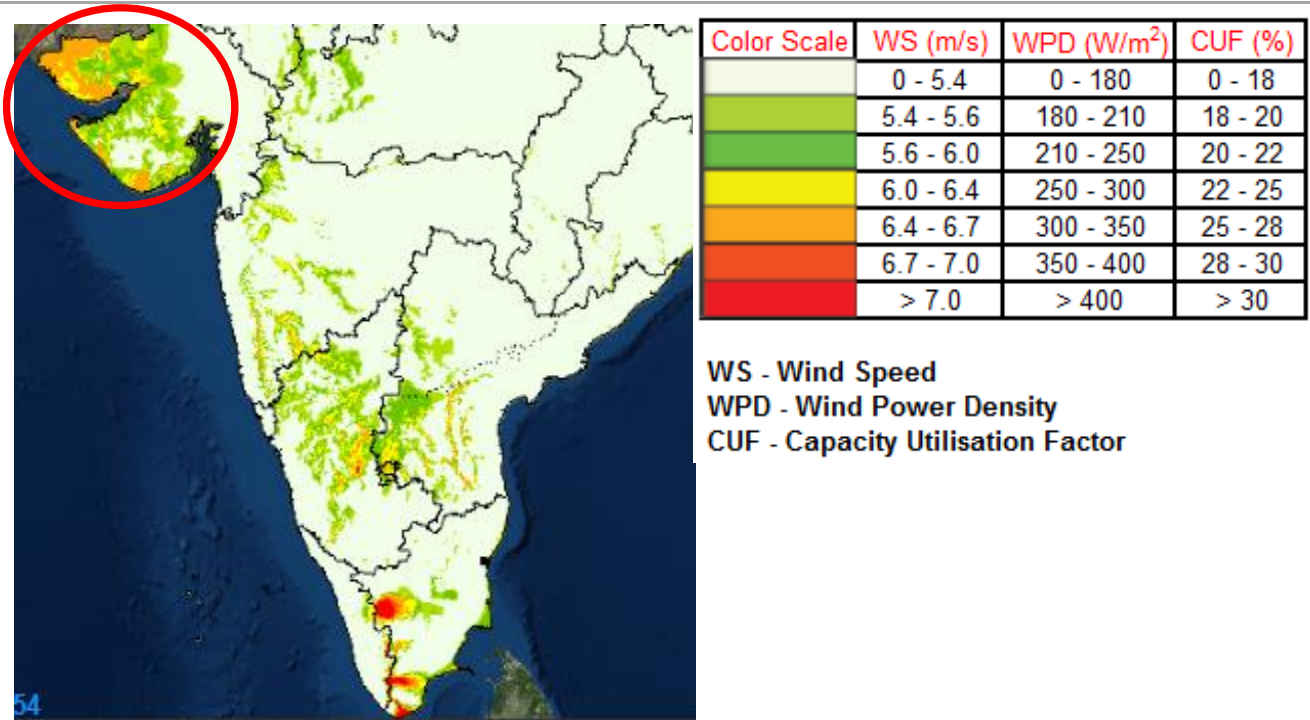 Color Scale WS (m/s) WPD (W/m²) CUF (%)
0 - 5.4 0 - 180 0 - 18
5.4 - 5.6 180 - 210 18 - 20
5.6 - 6.0 210 - 250 20 - 22
6.0 - 6.4 250 - 300 22 - 25
6.4 - 6.7 300 - 350 25 - 28
6.7 - 7.0 350 - 400 28 - 30
> 7.0 > 400 > 30
WS - Wind Speed
WPD - Wind Power Density
CUF - Capacity Utilisation Factor
54